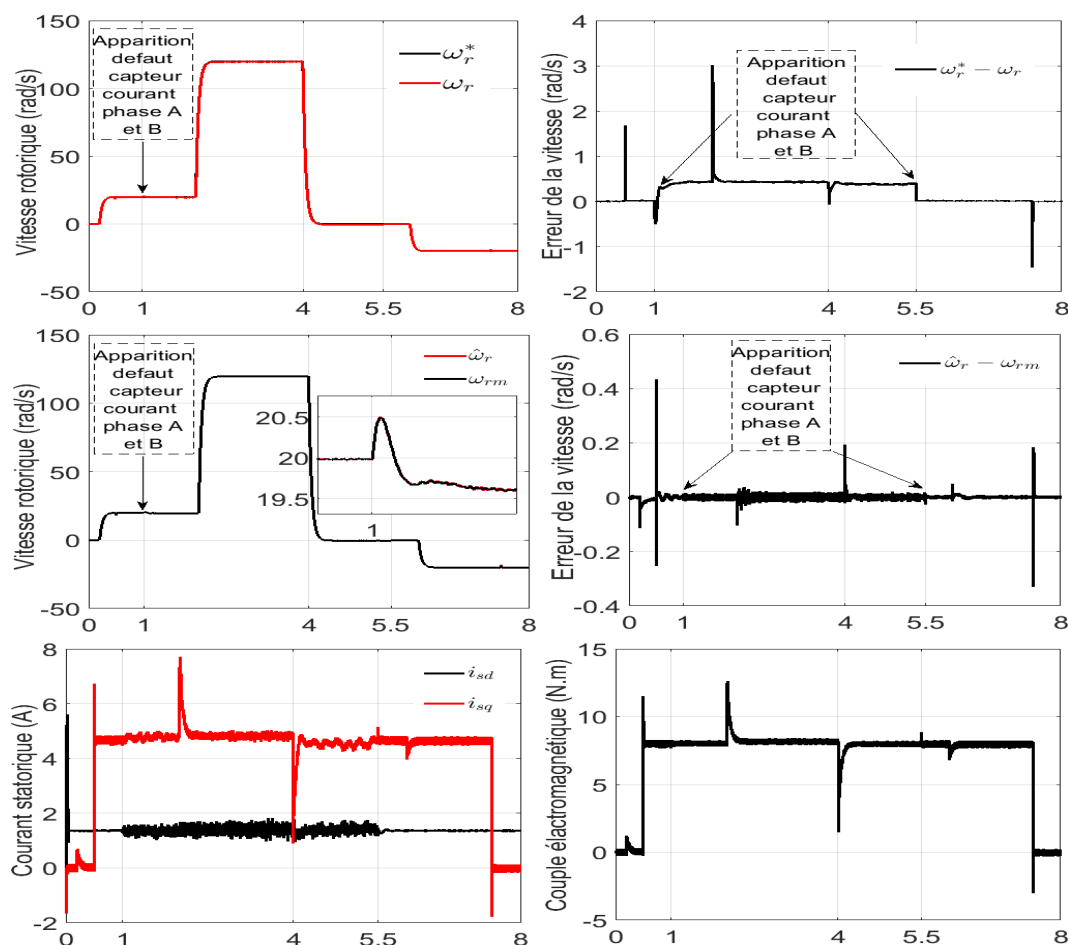 150
100
50
0
-50
Vitesse rotorique (rad/s)
Apparition
defaut
capteur
courant
phase A
et B
ω*r
ωr
0 1 4 5.5 8
4
3
2
1
0
-1
-2
Erreur de la vitesse (rad/s)
Apparition
defaut
capteur
courant
phase A
et B
ω*r − ωr
0 1 4 5.5 8
150
100
50
0
-50
Vitesse rotorique (rad/s)
Apparition
defaut
capteur
courant
phase A
et B
ω̂r
ωrm
20.5
20
19.5
1
0 1 4 5.5 8
0.6
0.4
0.2
0
-0.2
-0.4
Erreur de la vitesse (rad/s)
Apparition
defaut
capteur
courant
phase A
et B
ω̂r − ωrm
0 1 4 5.5 8
8
6
4
2
0
-2
Courant statorique (A)
isd
isq
0 1 4 5.5 8
15
10
5
0
-5
Couple élactromagnétique (N.m)
0 1 4 5.5 8